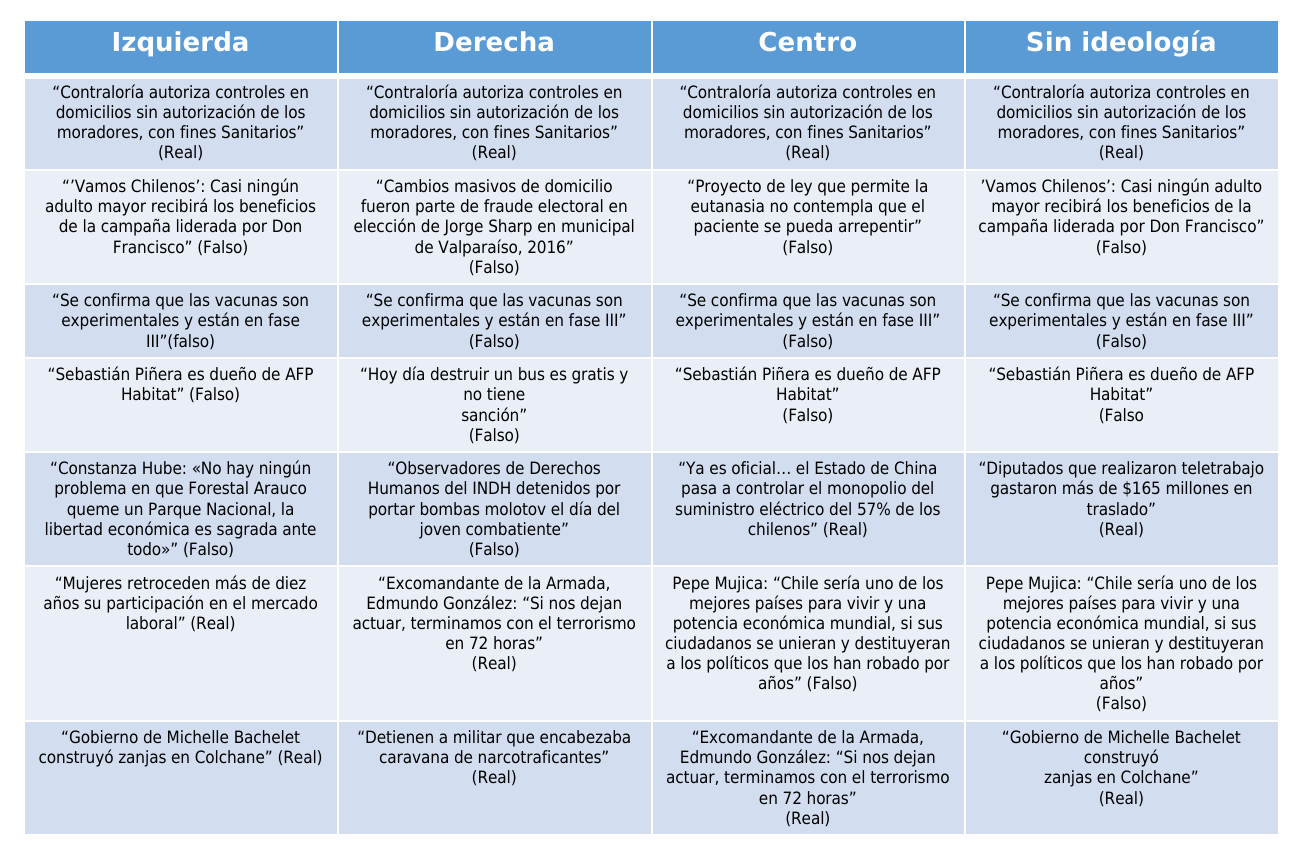 Izquierda
Derecha
Centro
Sin ideología
“Contraloría autoriza controles en
domicilios sin autorización de los
moradores, con fines Sanitarios”
(Real)
“Contraloría autoriza controles en
domicilios sin autorización de los
moradores, con fines Sanitarios”
(Real)
“Contraloría autoriza controles en
domicilios sin autorización de los
moradores, con fines Sanitarios”
(Real)
“Contraloría autoriza controles en
domicilios sin autorización de los
moradores, con fines Sanitarios”
(Real)
“’Vamos Chilenos’: Casi ningún
adulto mayor recibirá los beneficios
de la campaña liderada por Don
Francisco” (Falso)
“Cambios masivos de domicilio
fueron parte de fraude electoral en
elección de Jorge Sharp en municipal
de Valparaíso, 2016”
(Falso)
“Proyecto de ley que permite la
eutanasia no contempla que el
paciente se pueda arrepentir”
(Falso)
’Vamos Chilenos’: Casi ningún adulto
mayor recibirá los beneficios de la
campaña liderada por Don Francisco”
(Falso)
“Se confirma que las vacunas son
experimentales y están en fase
III”(falso)
“Se confirma que las vacunas son
experimentales y están en fase III”
(Falso)
“Se confirma que las vacunas son
experimentales y están en fase III”
(Falso)
“Se confirma que las vacunas son
experimentales y están en fase III”
(Falso)
“Sebastián Piñera es dueño de AFP
Habitat” (Falso)
“Hoy día destruir un bus es gratis y
no tiene
sanción”
(Falso)
“Sebastián Piñera es dueño de AFP
Habitat”
(Falso)
“Sebastián Piñera es dueño de AFP
Habitat”
(Falso
“Constanza Hube: «No hay ningún
problema en que Forestal Arauco
queme un Parque Nacional, la
libertad económica es sagrada ante
todo»” (Falso)
“Observadores de Derechos
Humanos del INDH detenidos por
portar bombas molotov el día del
joven combatiente”
(Falso)
“Ya es oficial… el Estado de China
pasa a controlar el monopolio del
suministro eléctrico del 57% de los
chilenos” (Real)
“Diputados que realizaron teletrabajo
gastaron más de $165 millones en
traslado”
(Real)
“Mujeres retroceden más de diez
años su participación en el mercado
laboral” (Real)
“Excomandante de la Armada,
Edmundo González: “Si nos dejan
actuar, terminamos con el terrorismo
en 72 horas”
(Real)
Pepe Mujica: “Chile sería uno de los
mejores países para vivir y una
potencia económica mundial, si sus
ciudadanos se unieran y destituyeran
a los políticos que los han robado por
años” (Falso)
Pepe Mujica: “Chile sería uno de los
mejores países para vivir y una
potencia económica mundial, si sus
ciudadanos se unieran y destituyeran
a los políticos que los han robado por
años”
(Falso)
“Gobierno de Michelle Bachelet
construyó zanjas en Colchane” (Real)
“Detienen a militar que encabezaba
caravana de narcotraficantes”
(Real)
“Excomandante de la Armada,
Edmundo González: “Si nos dejan
actuar, terminamos con el terrorismo
en 72 horas”
(Real)
“Gobierno de Michelle Bachelet
construyó
zanjas en Colchane”
(Real)